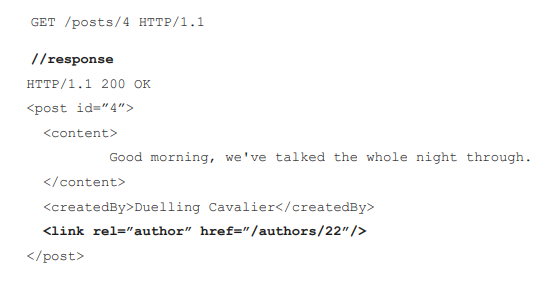 GET /posts/4 HTTP/1.1
//response
HTTP/1.1 200 OK
<post id=”4”>
<content>
Good morning, we've talked the whole night through.
</content>
<createdBy>Duelling Cavalier</createdBy>
<link rel=”author” href=”/authors/22”/>
</post>